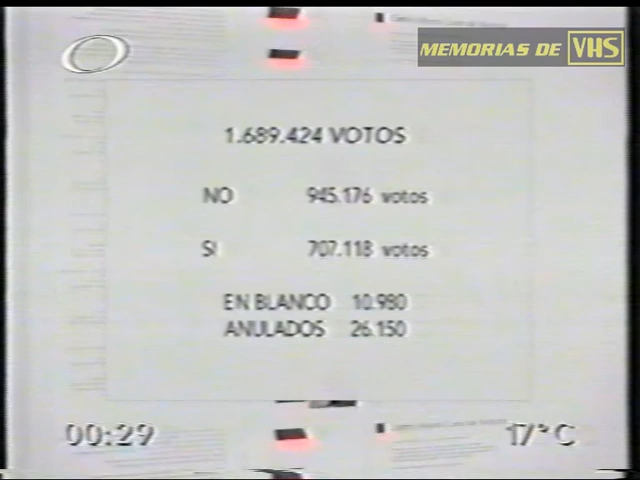 MEMORIAS DE VHS
1.689.424 VOTOS
NO 945.176 votos
SI 707.118 votos
EN BLANCO 10.980
ANULADOS 26.150
00:29
17°C